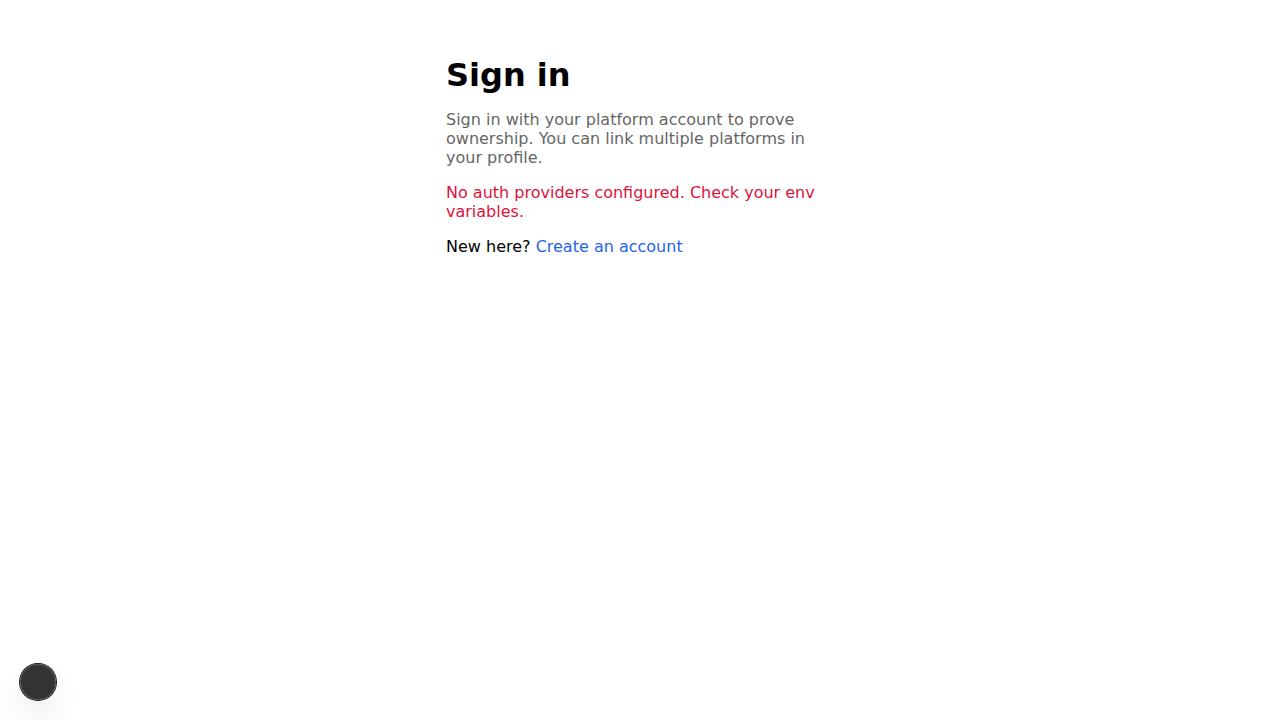 Sign in
Sign in with your platform account to prove
ownership. You can link multiple platforms in
your profile.
No auth providers configured. Check your env
variables.
New here? Create an account